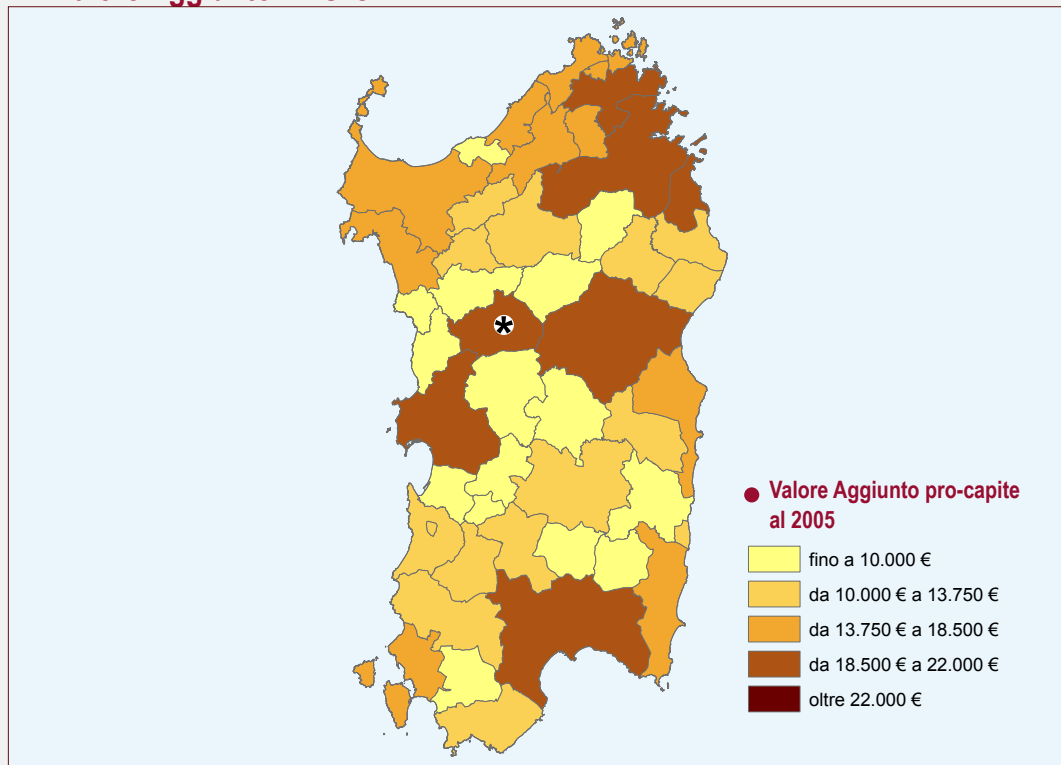 Valore Aggiunto pro-capite
al 2005
fino a 10.000 €
da 10.000 € a 13.750 €
da 13.750 € a 18.500 €
da 18.500 € a 22.000 €
oltre 22.000 €